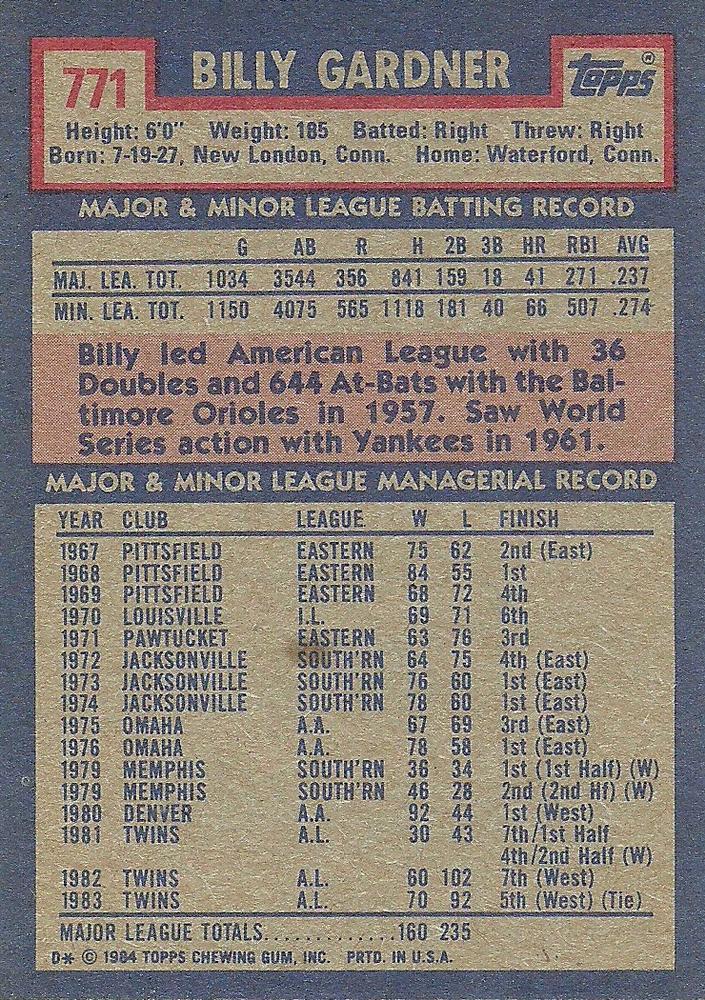 771 BILLY GARDNER Topps®
Height: 6'0" Weight: 185 Batted: Right Threw: Right
Born: 7-19-27, New London, Conn. Home: Waterford, Conn.
MAJOR & MINOR LEAGUE BATTING RECORD
G AB R H 2B 3B HR RBI AVG
MAJ. LEA. TOT. 1034 3544 356 841 159 18 41 271 .237
MIN. LEA. TOT. 1150 4075 565 1118 181 40 66 507 .274
Billy led American League with 36
Doubles and 644 At-Bats with the Bal-
timore Orioles in 1957. Saw World
Series action with Yankees in 1961.
MAJOR & MINOR LEAGUE MANAGERIAL RECORD
YEAR CLUB LEAGUE W L FINISH
1967 PITTSFIELD EASTERN 75 62 2nd (East)
1968 PITTSFIELD EASTERN 84 55 1st
1969 PITTSFIELD EASTERN 68 72 4th
1970 LOUISVILLE I.L. 69 71 6th
1971 PAWTUCKET EASTERN 63 76 3rd
1972 JACKSONVILLE SOUTH'RN 64 75 4th (East)
1973 JACKSONVILLE SOUTH'RN 76 60 1st (East)
1974 JACKSONVILLE SOUTH'RN 78 60 1st (East)
1975 OMAHA A.A. 67 69 3rd (East)
1976 OMAHA A.A. 78 58 1st (East)
1979 MEMPHIS SOUTH'RN 36 34 1st (1st Half) (W)
1979 MEMPHIS SOUTH'RN 46 28 2nd (2nd Hf) (W)
1980 DENVER A.A. 92 44 1st (West)
1981 TWINS A.L. 30 43 7th/1st Half
4th/2nd Half (W)
1982 TWINS A.L. 60 102 7th (West)
1983 TWINS A.L. 70 92 5th (West) (Tie)
MAJOR LEAGUE TOTALS.............160 235
D* © 1984 TOPPS CHEWING GUM, INC. PRTD. IN U.S.A.